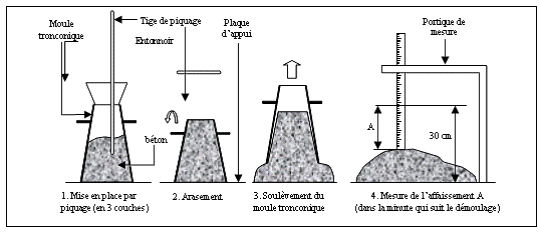 Moule
tronconique
Tige de piquage
Entonnoir
Plaque
d'appui
Portique de
mesure
béton
A
30 cm
1. Mise en place par
piquage (en 3 couches)
2. Arasement
3. Soulèvement du
moule tronconique
4. Mesure de l'affaissement A
(dans la minute qui suit le démoulage)